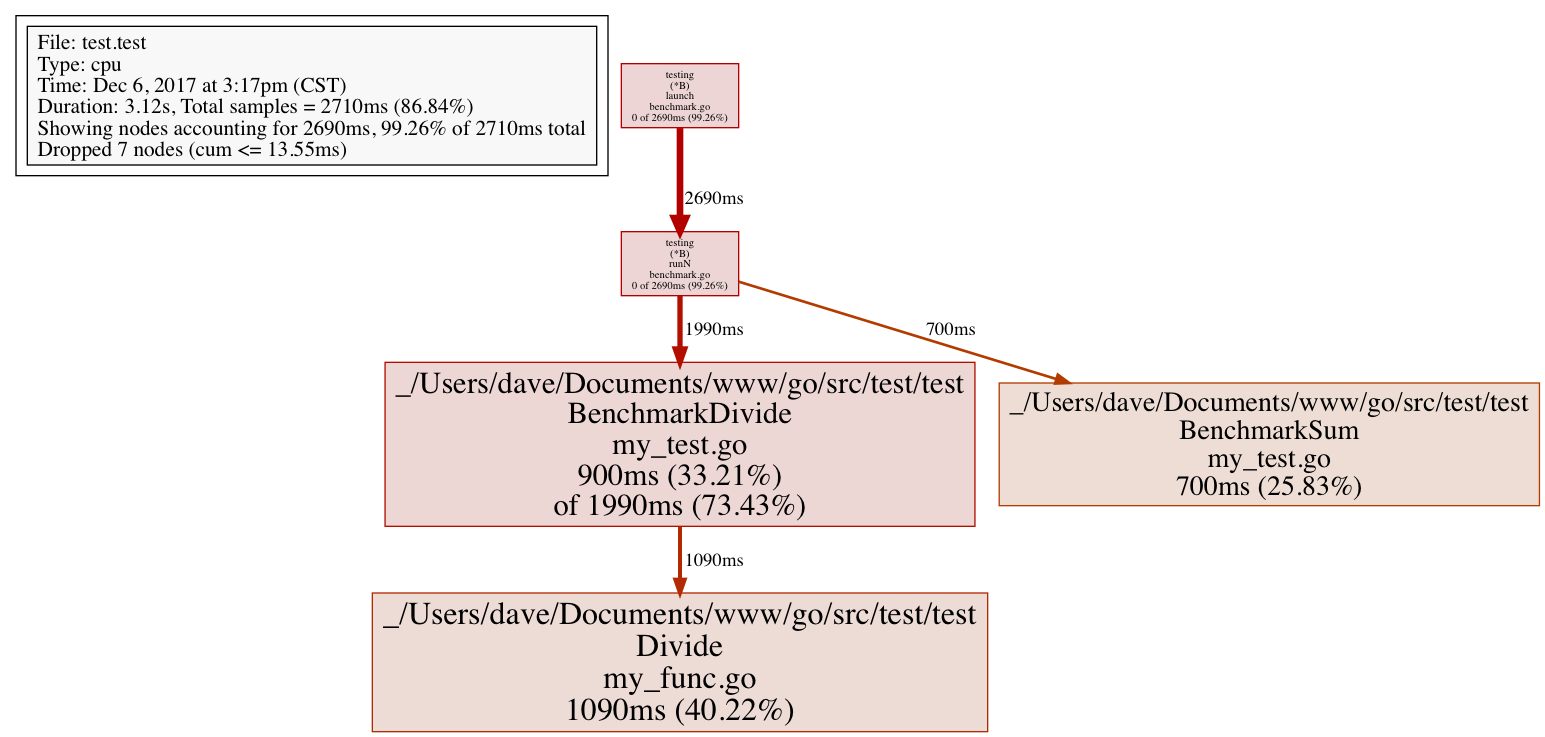 File: test.test
Type: cpu
Time: Dec 6, 2017 at 3:17pm (CST)
Duration: 3.12s, Total samples = 2710ms (86.84%)
Showing nodes accounting for 2690ms, 99.26% of 2710ms total
Dropped 7 nodes (cum <= 13.55ms)
testing
(*B)
launch
benchmark.go
0 of 2690ms (99.26%)
2690ms
testing
(*B)
runN
benchmark.go
0 of 2690ms (99.26%)
1990ms
700ms
_/Users/dave/Documents/www/go/src/test/test
BenchmarkDivide
my_test.go
900ms (33.21%)
of 1990ms (73.43%)
_/Users/dave/Documents/www/go/src/test/test
BenchmarkSum
my_test.go
700ms (25.83%)
1090ms
_/Users/dave/Documents/www/go/src/test/test
Divide
my_func.go
1090ms (40.22%)